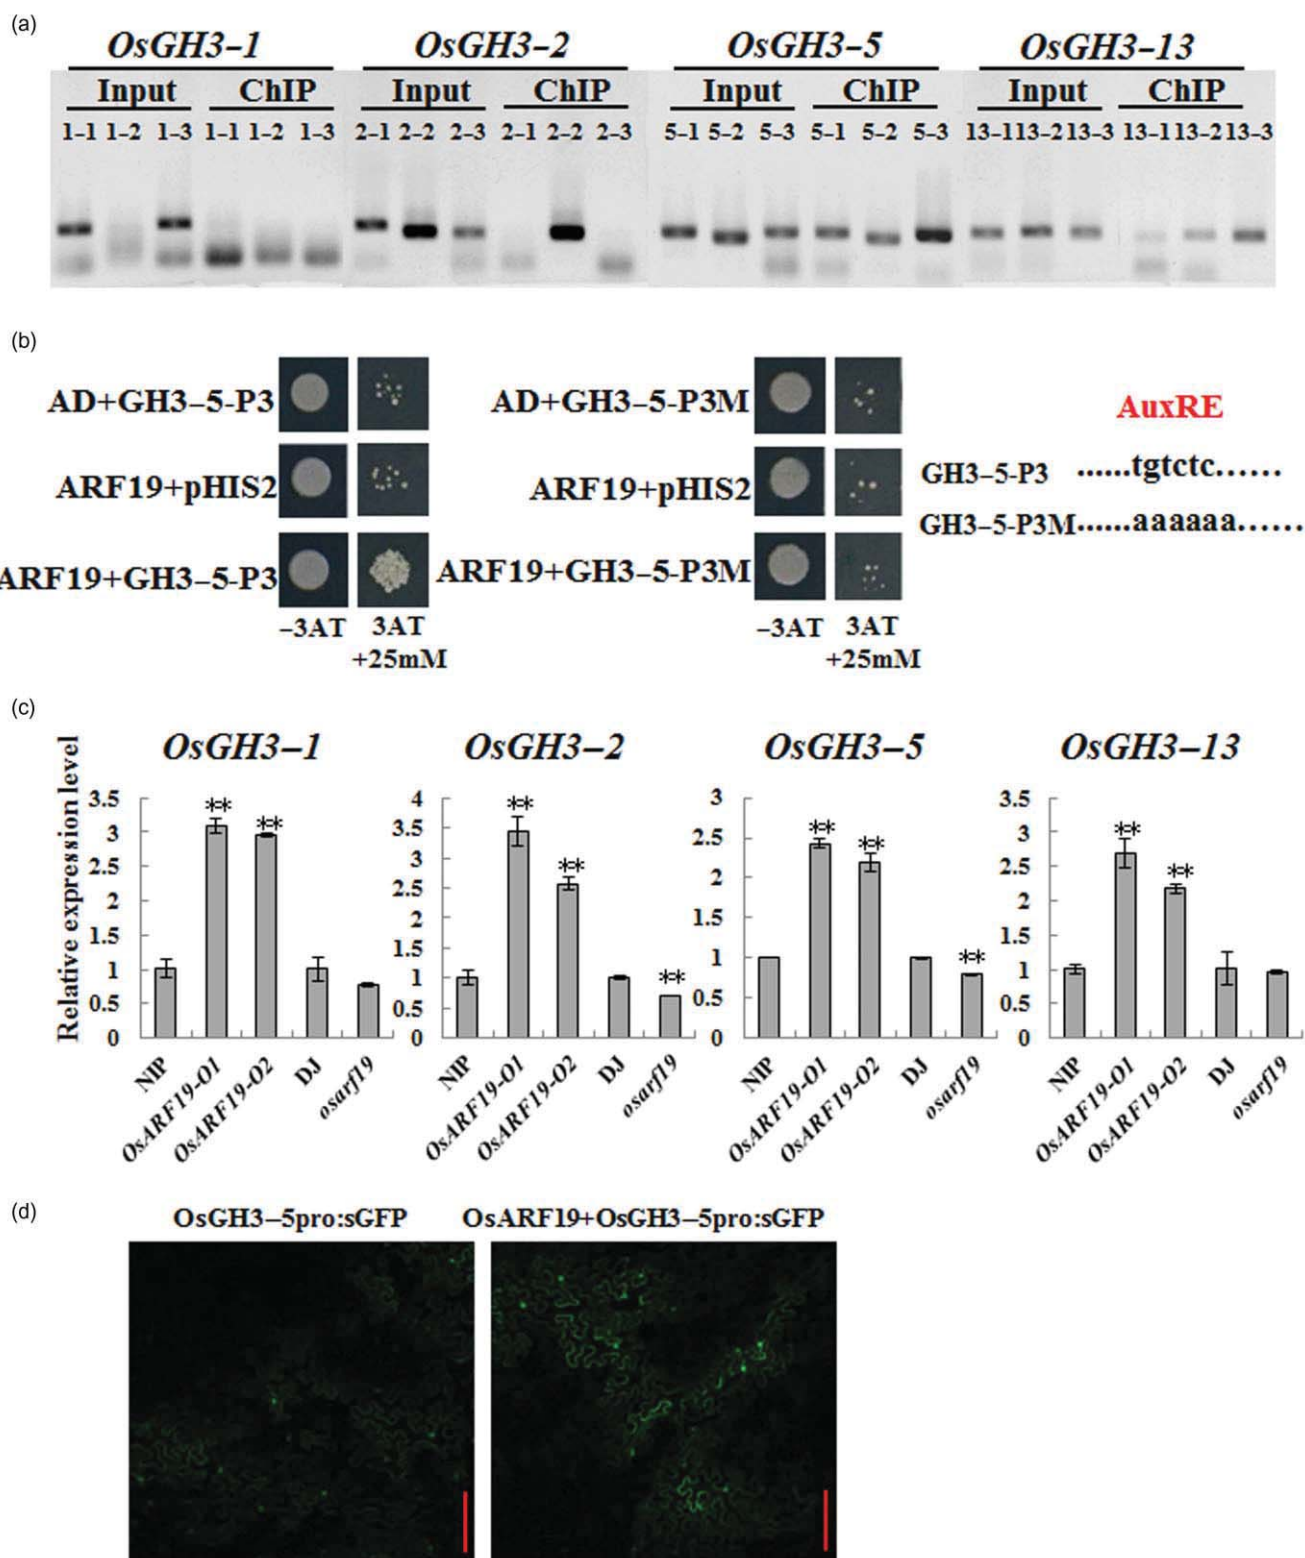 (a)
OsGH3–1 OsGH3–2 OsGH3–5 OsGH3–13
Input ChIP Input ChIP Input ChIP Input ChIP
1–1 1–2 1–3 1–1 1–2 1–3 2–1 2–2 2–3 2–1 2–2 2–3 5–1 5–2 5–3 5–1 5–2 5–3 13–1 13–2 13–3 13–1 13–2 13–3
(b)
AD+GH3–5-P3 AD+GH3–5-P3M AuxRE
ARF19+pHIS2 ARF19+pHIS2 GH3–5-P3 ......tgtctc......
GH3–5-P3M......aaaaaa......
ARF19+GH3–5-P3 ARF19+GH3–5-P3M
–3AT 3AT –3AT 3AT
+25mM +25mM
(c)
OsGH3–1 OsGH3–2 OsGH3–5 OsGH3–13
Relative expression level
3.5 3 2.5 2 1.5 1 0.5 0
** **
NIP OsARF19-O1 OsARF19-O2 DJ osarf19
4 3.5 3 2.5 2 1.5 1 0.5 0
** ** **
NIP OsARF19-O1 OsARF19-O2 DJ osarf19
3 2.5 2 1.5 1 0.5 0
** ** **
NIP OsARF19-O1 OsARF19-O2 DJ osarf19
3.5 3 2.5 2 1.5 1 0.5 0
** **
NIP OsARF19-O1 OsARF19-O2 DJ osarf19
(d)
OsGH3–5pro:sGFP OsARF19+OsGH3–5pro:sGFP